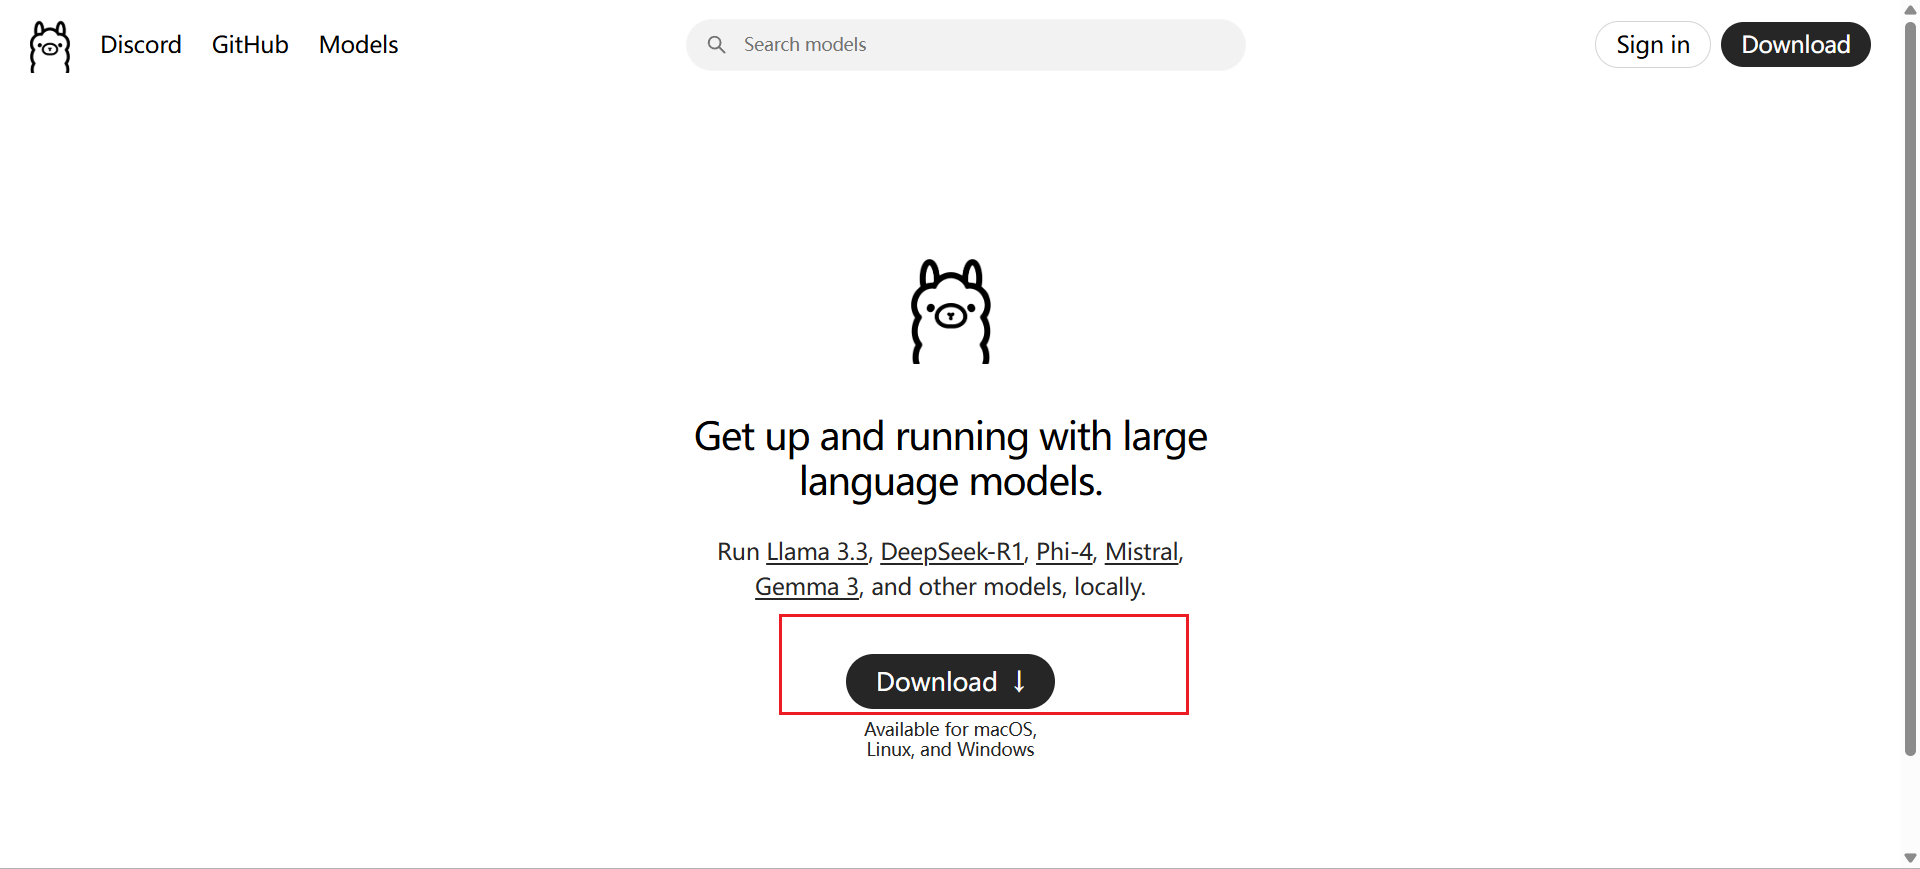 Discord GitHub Models Search models Sign in Download
Get up and running with large
language models.
Run Llama 3.3, DeepSeek-R1, Phi-4, Mistral,
Gemma 3, and other models, locally.
Download ↓
Available for macOS,
Linux, and Windows